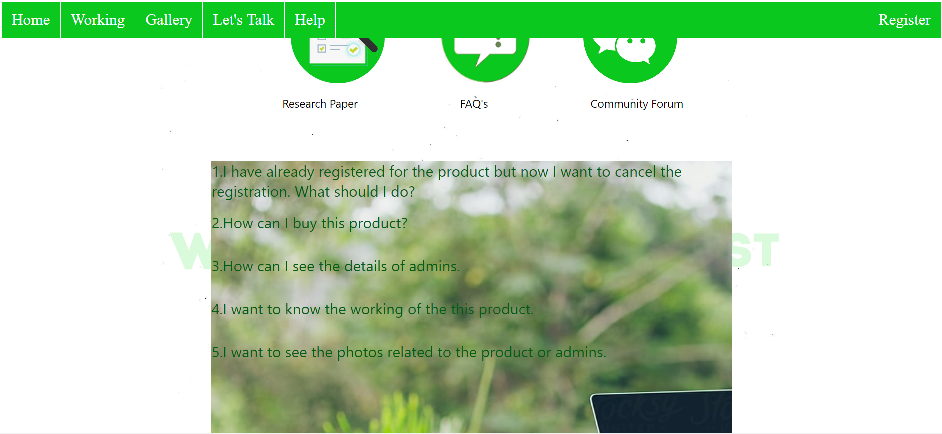 Home Working Gallery Let's Talk Help Register
Research Paper FAQ's Community Forum
1.I have already registered for the product but now I want to cancel the
registration. What should I do?
2.How can I buy this product?
3.How can I see the details of admins.
4.I want to know the working of the this product.
5.I want to see the photos related to the product or admins.